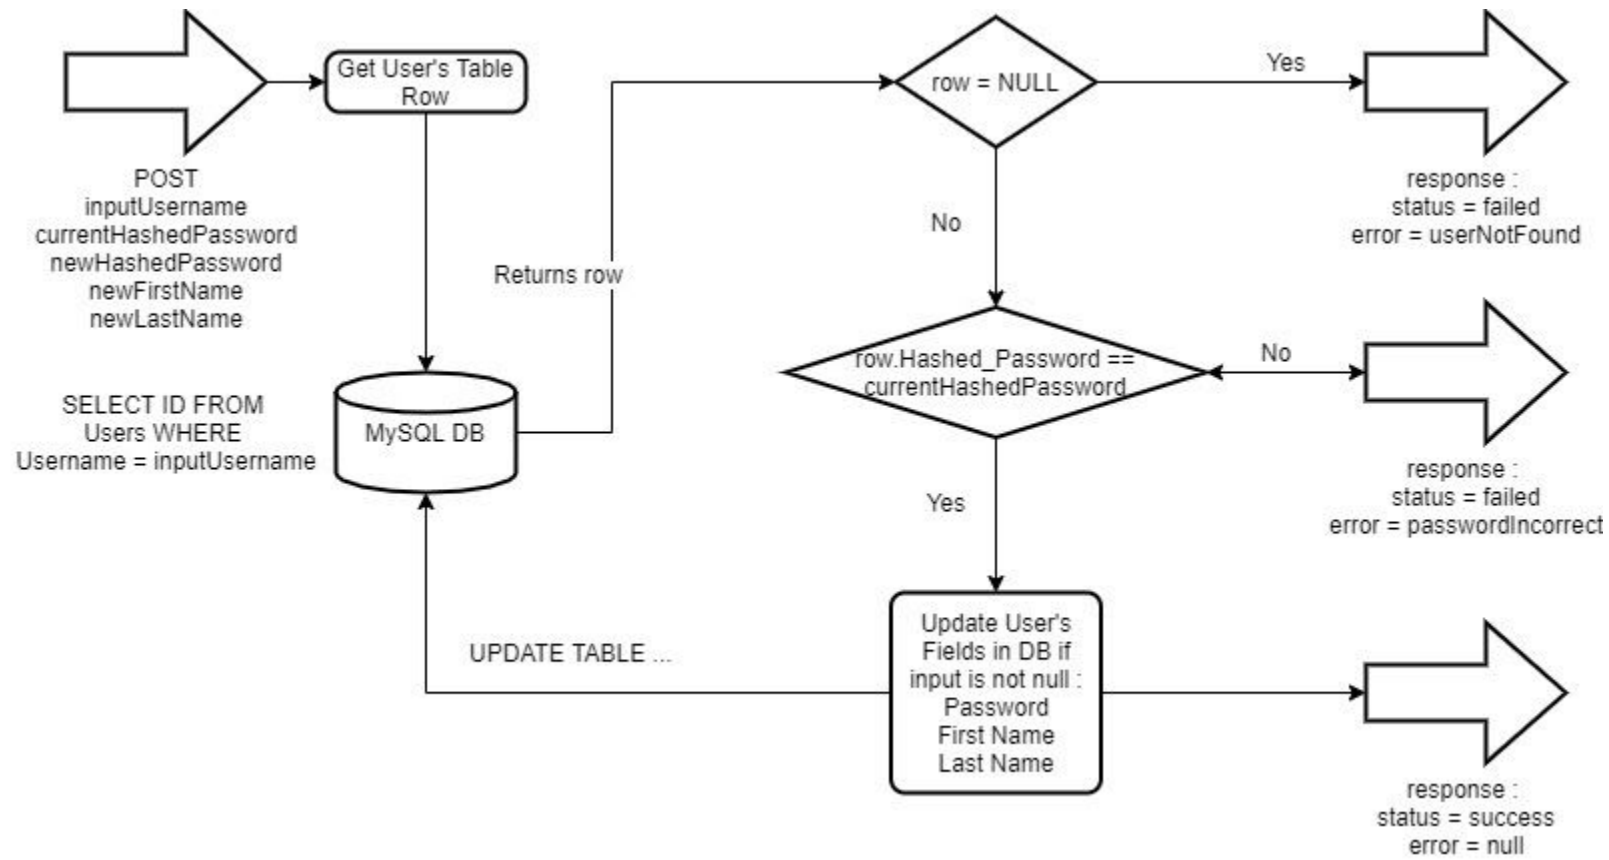 Get User's Table
Row
row = NULL
Yes
POST
inputUsername
currentHashedPassword
newHashedPassword
newFirstName
newLastName
response :
status = failed
error = userNotFound
No
Returns row
row.Hashed_Password ==
currentHashedPassword
No
SELECT ID FROM
Users WHERE
Username = inputUsername
MySQL DB
response :
status = failed
error = passwordIncorrect
Yes
UPDATE TABLE ...
Update User's
Fields in DB if
input is not null :
Password
First Name
Last Name
response :
status = success
error = null